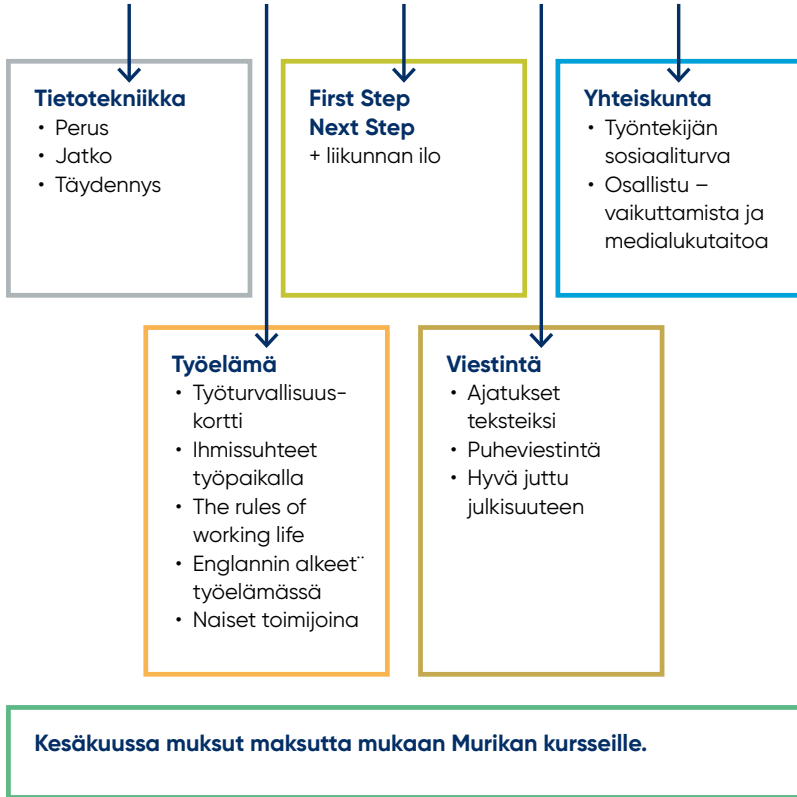 Tietotekniikka
• Perus
• Jatko
• Täydennys
First Step
Next Step
+ liikunnan ilo
Yhteiskunta
• Työntekijän
sosiaaliturva
• Osallistu –
vaikuttamista ja
medialukutaitoa
Työelämä
• Työturvallisuus-
kortti
• Ihmissuhteet
työpaikalla
• The rules of
working life
• Englannin alkeet¨
työelämässä
• Naiset toimijoina
Viestintä
• Ajatukset
teksteiksi
• Puheviestintä
• Hyvä juttu
julkisuuteen
Kesäkuussa muksut maksutta mukaan Murikan kursseille.